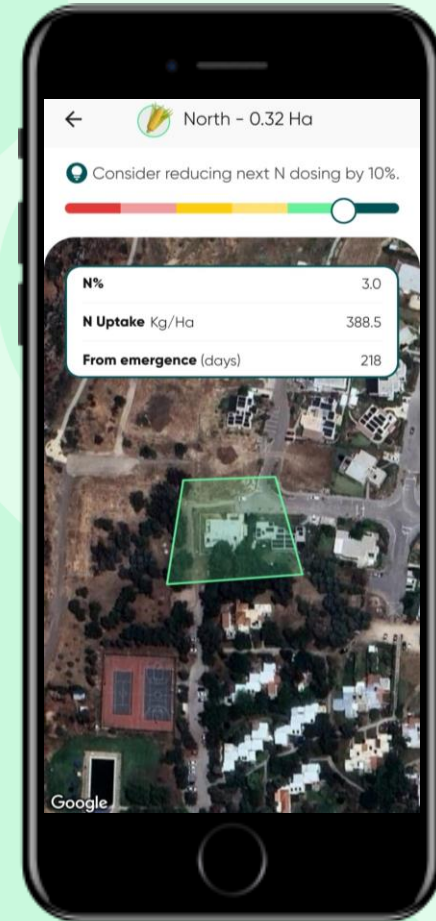 North - 0.32 Ha
Consider reducing next N dosing by 10%.
N% 3.0
N Uptake Kg/Ha 388.5
From emergence (days) 218
Google